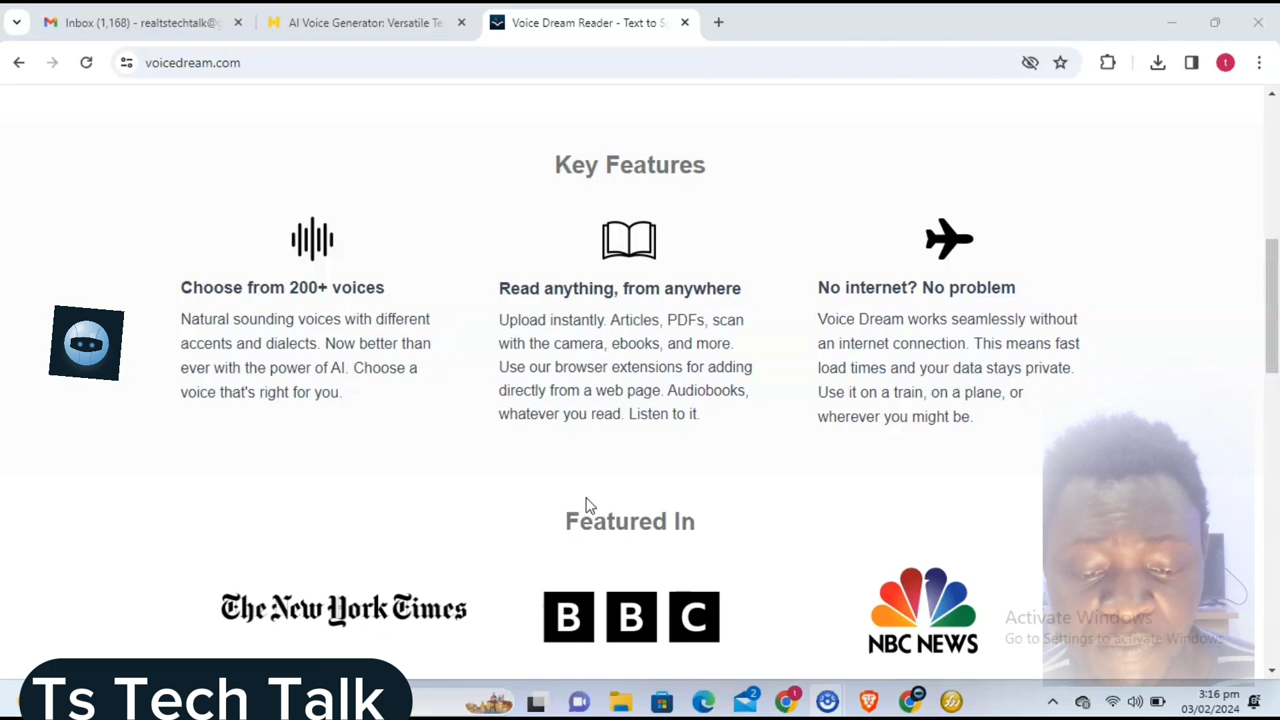 Inbox (1,168) - realtstechtalk@
AI Voice Generator: Versatile Te
Voice Dream Reader - Text to S
voicedream.com
t
Key Features
Choose from 200+ voices
Natural sounding voices with different
accents and dialects. Now better than
ever with the power of AI. Choose a
voice that's right for you.
Read anything, from anywhere
Upload instantly. Articles, PDFs, scan
with the camera, ebooks, and more.
Use our browser extensions for adding
directly from a web page. Audiobooks,
whatever you read. Listen to it.
No internet? No problem
Voice Dream works seamlessly without
an internet connection. This means fast
load times and your data stays private.
Use it on a train, on a plane, or
wherever you might be.
Featured In
The New York Times
BBC
NBC NEWS
Activate Windows
Go to Settings to activate Windows.
Ts Tech Talk
2
1
3:16 pm
03/02/2024